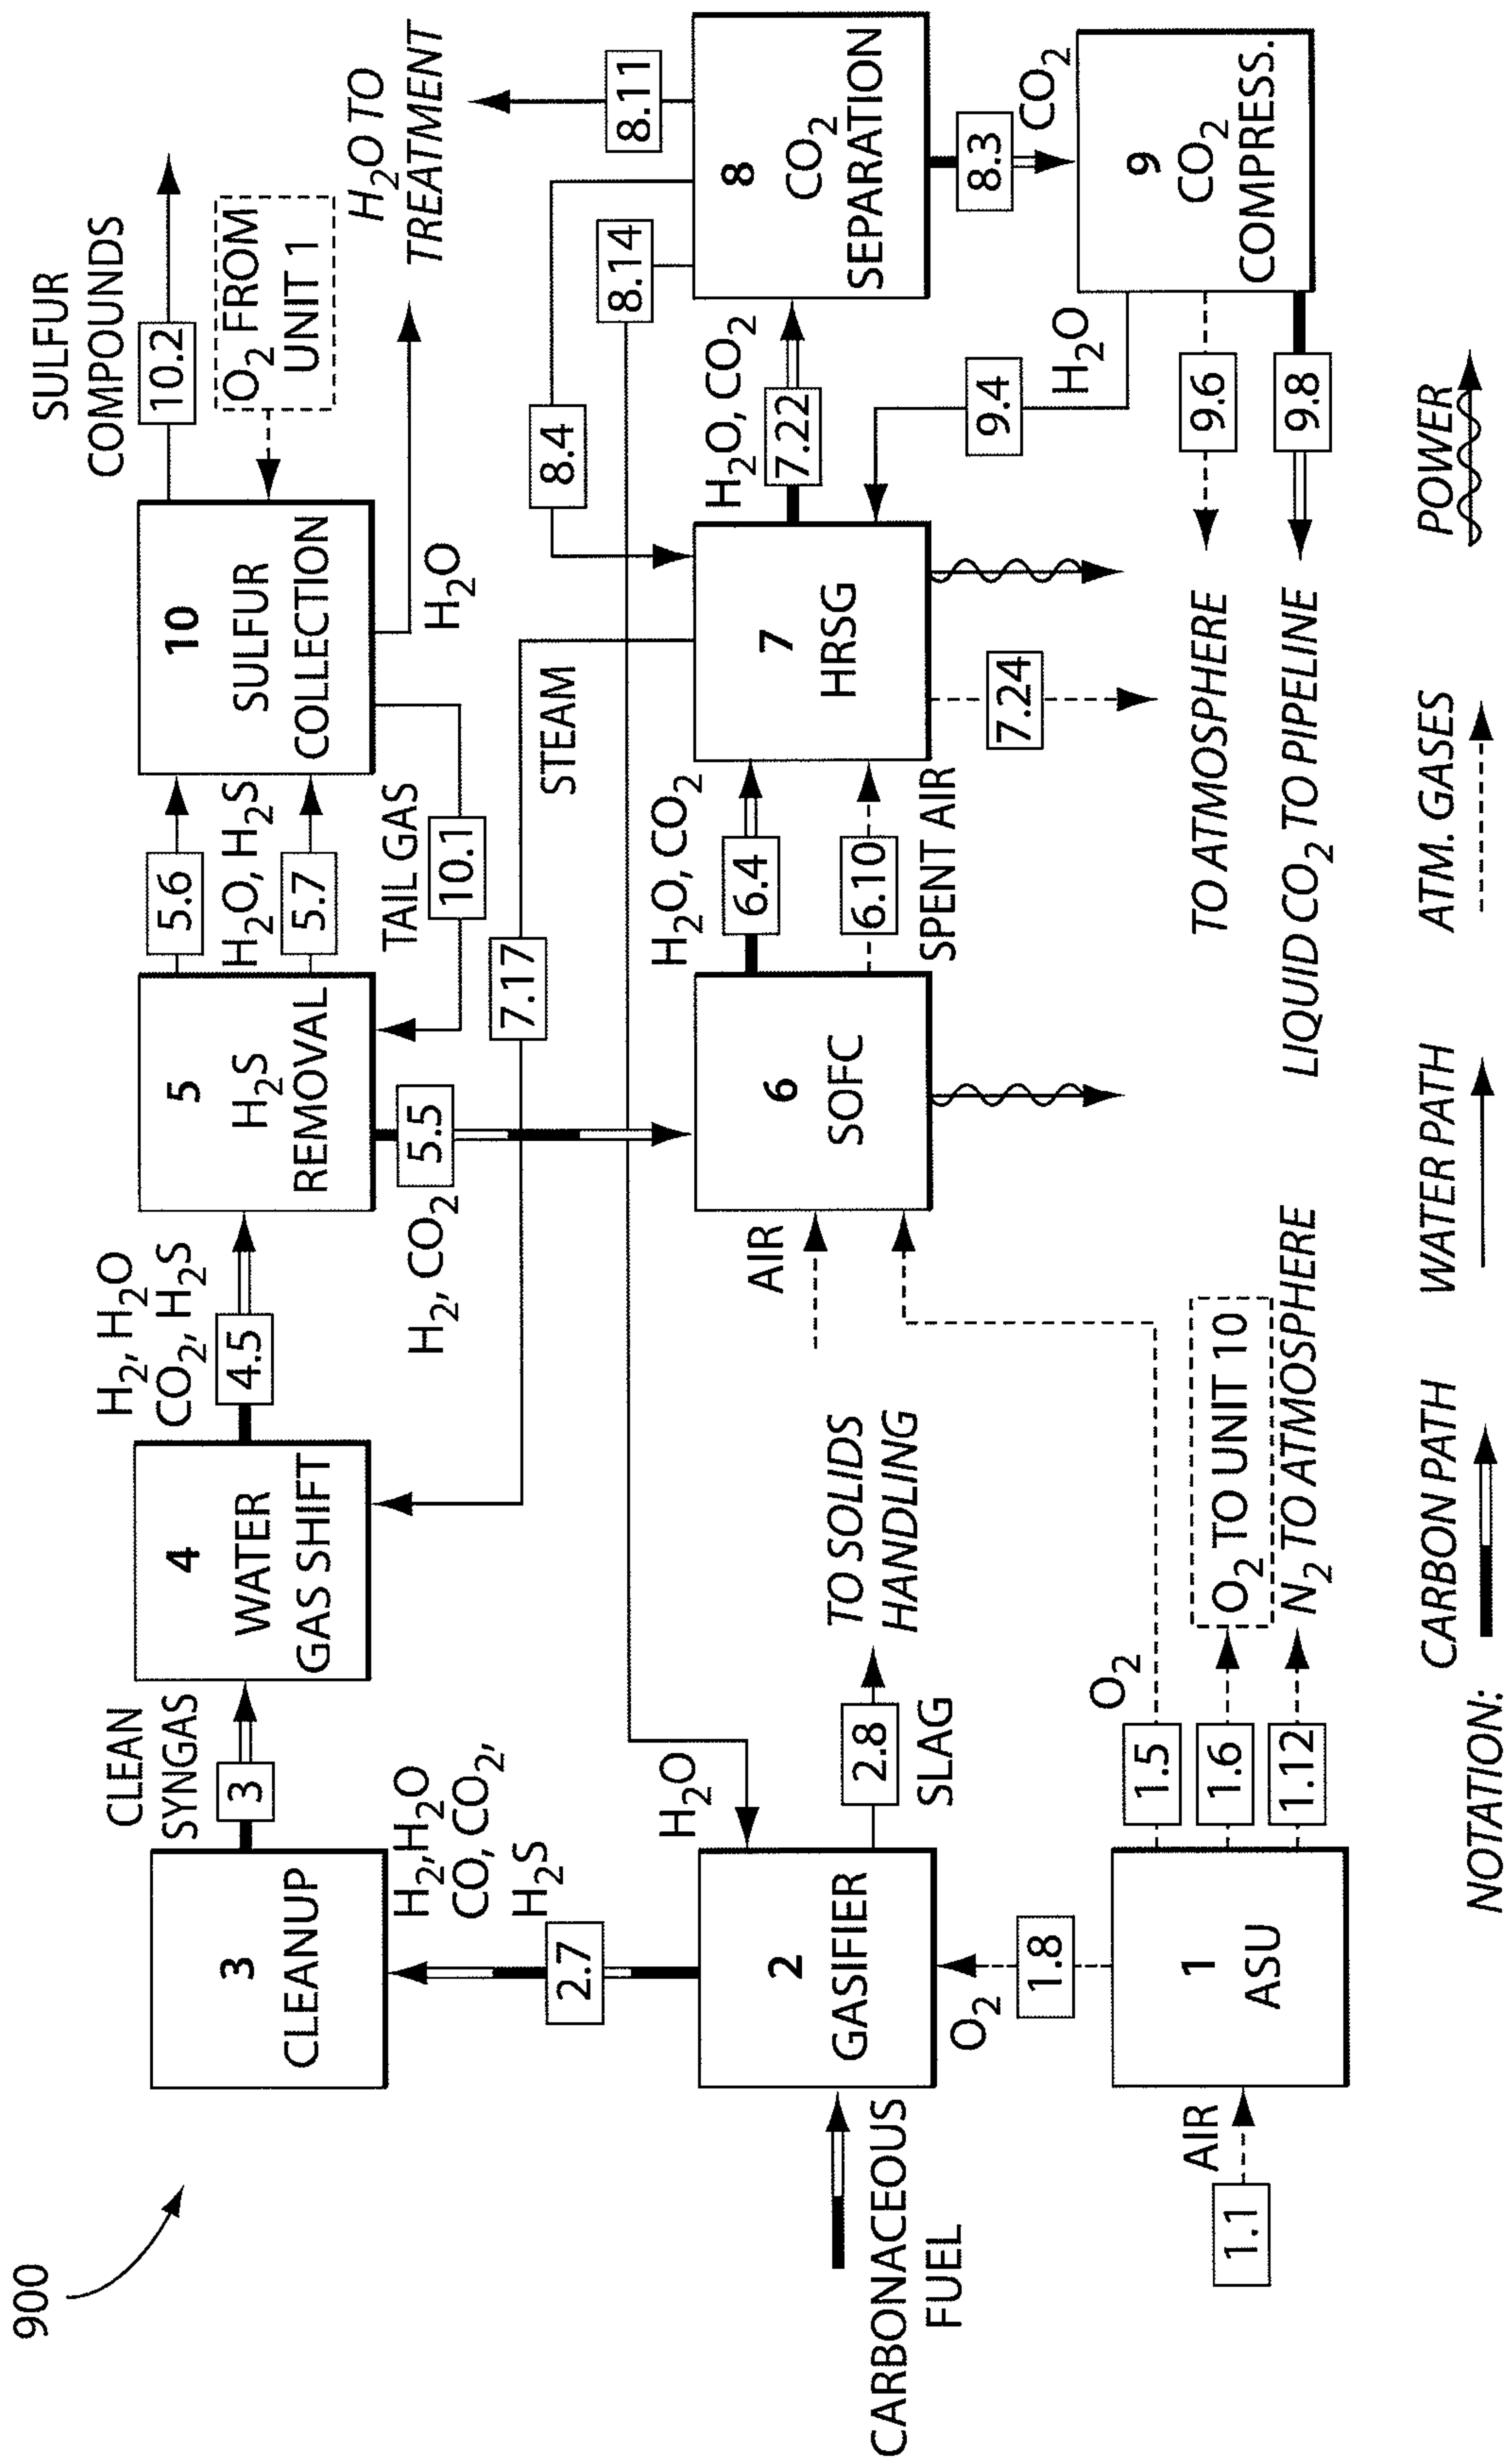 900
SULFUR
COMPOUNDS
10.2
O2 FROM
UNIT 1
H2O TO
TREATMENT
CLEAN
SYNGAS
3
CLEANUP
3
4
WATER
GAS SHIFT
H2, H2O
CO2, H2S
4.5
5
H2S
REMOVAL
5.6
H2O, H2S
5.7
10
SULFUR
COLLECTION
TAIL GAS
10.1
H2O
H2,H2O
CO, CO2,
H2S
2.7
H2, CO2
5.5
7.17
STEAM
8.4
8.14
8.11
CARBONACEOUS
FUEL
2
GASIFIER
H2O
2.8
SLAG
TO SOLIDS
HANDLING
AIR
6
SOFC
H2O, CO2
6.4
6.10
SPENT AIR
7
HRSG
7.24
H2O, CO2
7.22
8
CO2
SEPARATION
8.3
CO2
9
CO2
COMPRESS.
H2O
9.4
9.6
9.8
TO ATMOSPHERE
LIQUID CO2 TO PIPELINE
O2
1.8
1.1
AIR
1
ASU
O2
1.5
1.6
1.12
O2 TO UNIT 10
N2 TO ATMOSPHERE
NOTATION:
CARBON PATH
WATER PATH
ATM. GASES
POWER